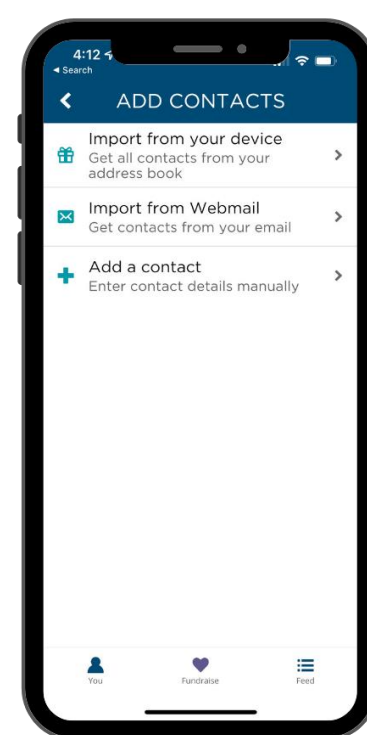 4:12
◄ Search
ADD CONTACTS
Import from your device
Get all contacts from your
address book
Import from Webmail
Get contacts from your email
Add a contact
Enter contact details manually
You
Fundraise
Feed